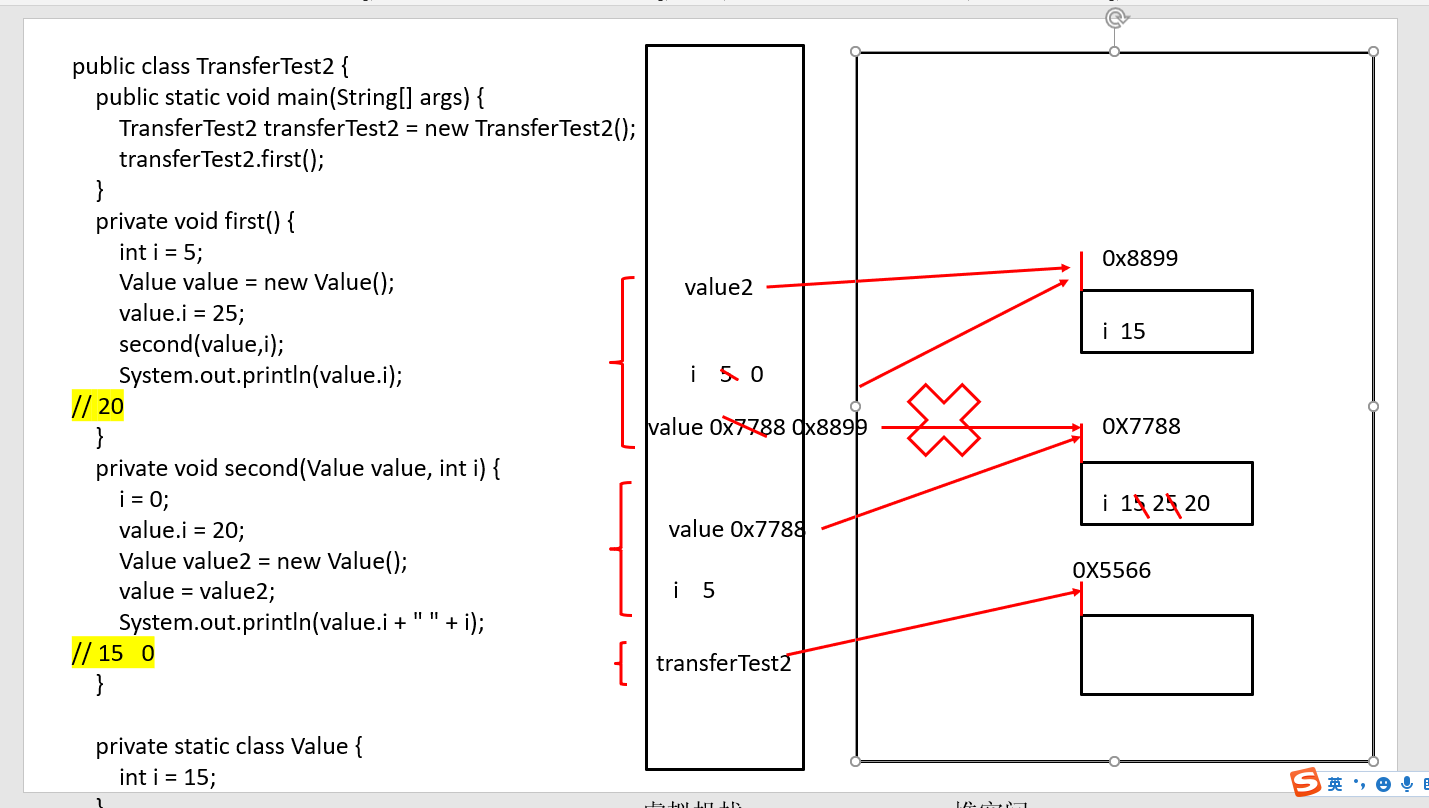 public class TransferTest2 {
public static void main(String[] args) {
TransferTest2 transferTest2 = new TransferTest2();
transferTest2.first();
}
private void first() {
int i = 5;
Value value = new Value();
value.i = 25;
second(value,i);
System.out.println(value.i);
// 20
}
private void second(Value value, int i) {
i = 0;
value.i = 20;
Value value2 = new Value();
value = value2;
System.out.println(value.i + " " + i);
// 15 0
}
private static class Value {
int i = 15;
}
value2
i 5 0
value 0x7788 0x8899
value 0x7788
i 5
transferTest2
0x8899
i 15
0X7788
i 15 25 20
0X5566
英